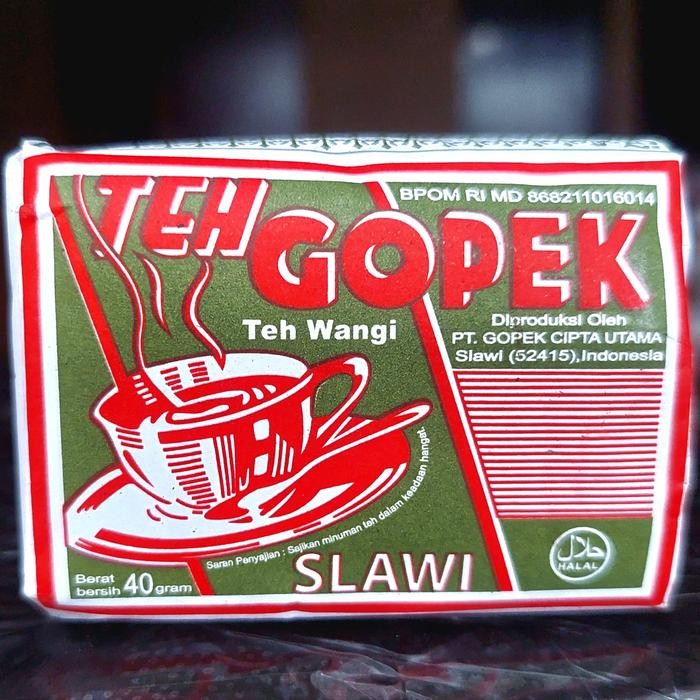 TEH GOPEK
Teh Wangi
BPOM RI MD 868211016014
Diproduksi Oleh
PT. GOPEK CIPTA UTAMA
Slawi (52415),Indonesia
Saran Penyajian : Sajikan minuman teh dalam keadaan hangat.
SLAWI
Berat
bersih 40 gram
حلال
HALAL